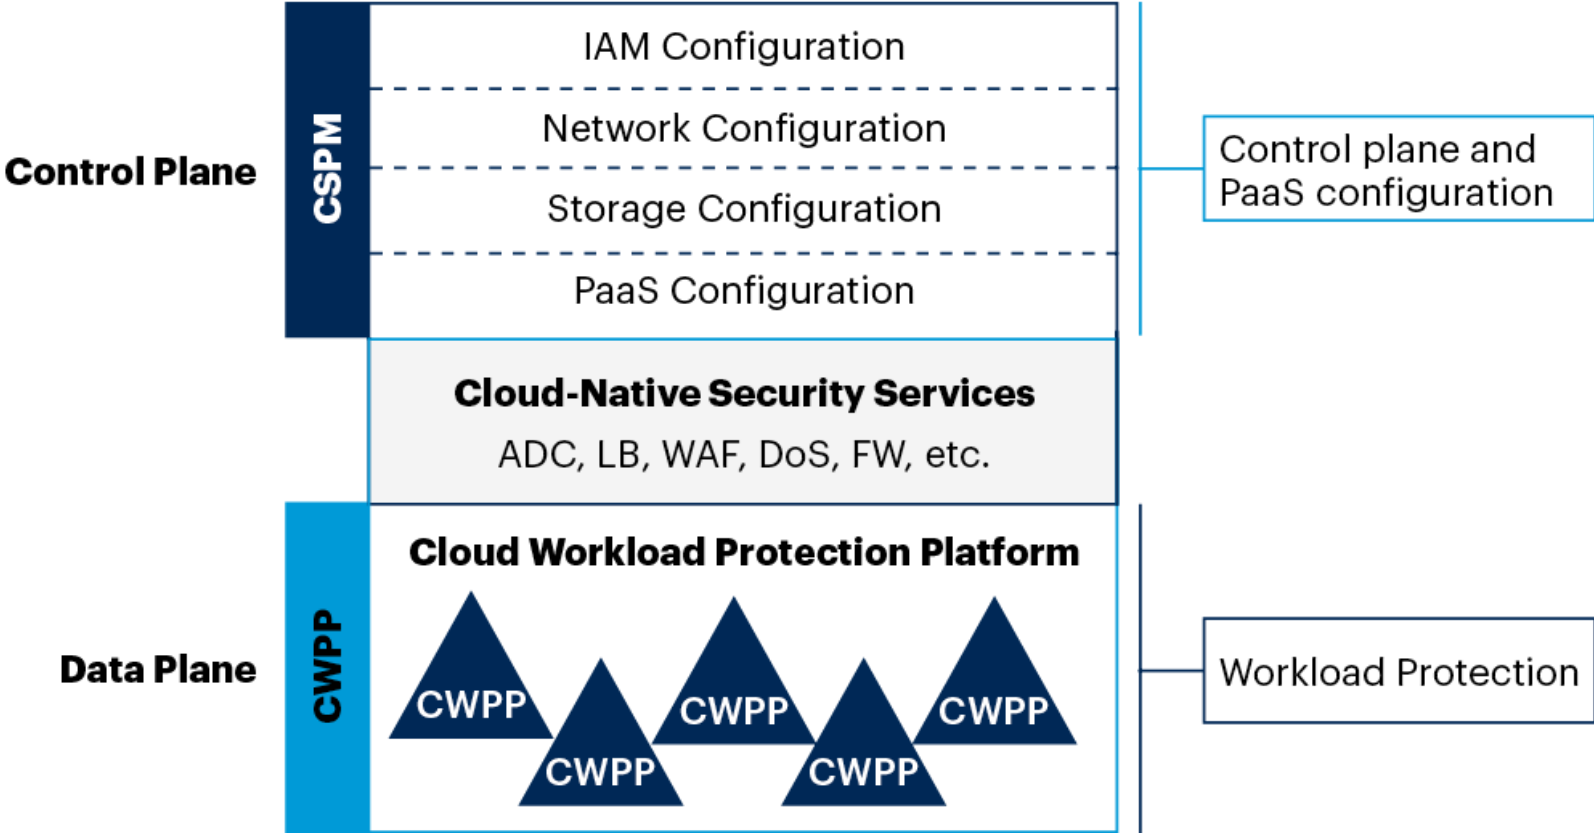 IAM Configuration
Network Configuration
Control Plane
CSPM
Storage Configuration
PaaS Configuration
Control plane and
PaaS configuration
Cloud-Native Security Services
ADC, LB, WAF, DoS, FW, etc.
Cloud Workload Protection Platform
Data Plane
CWPP
CWPP
CWPP
CWPP
CWPP
CWPP
Workload Protection